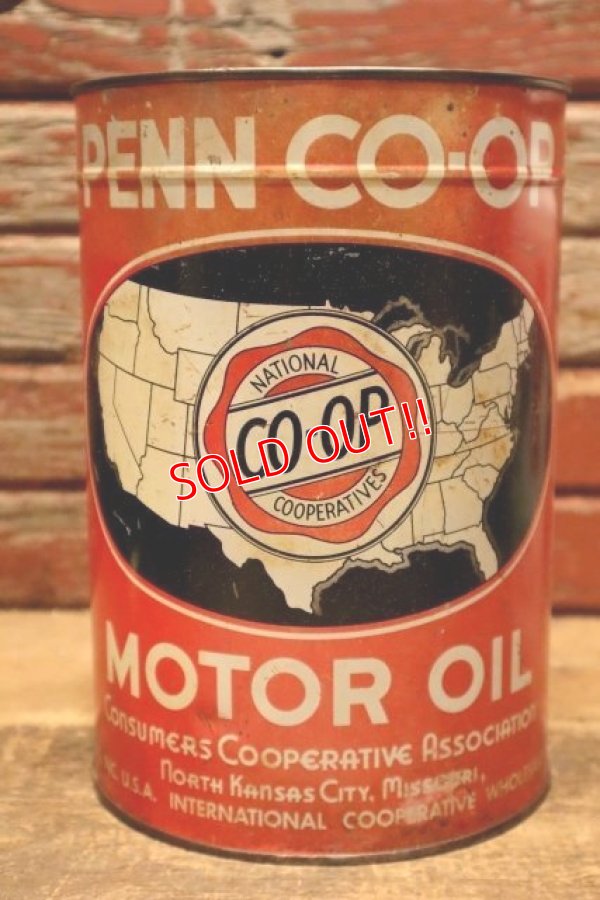 PENN CO-OP
NATIONAL
CO-OP
SOLD OUT!!
COOPERATIVES
MOTOR OIL
CONSUMERS COOPERATIVE ASSOCIATION
NORTH KANSAS CITY, MISSOURI,
U.S.A. INTERNATIONAL COOPERATIVE